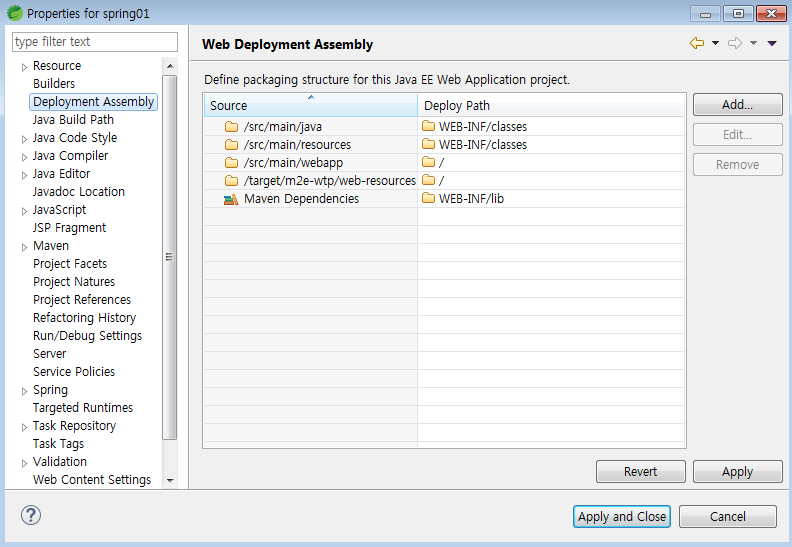 Properties for spring01
type filter text
Resource
Builders
Deployment Assembly
Java Build Path
Java Code Style
Java Compiler
Java Editor
Javadoc Location
JavaScript
JSP Fragment
Maven
Project Facets
Project Natures
Project References
Refactoring History
Run/Debug Settings
Server
Service Policies
Spring
Targeted Runtimes
Task Repository
Task Tags
Validation
Web Content Settings
Web Deployment Assembly
Define packaging structure for this Java EE Web Application project.
Source Deploy Path
/src/main/java WEB-INF/classes
/src/main/resources WEB-INF/classes
/src/main/webapp /
/target/m2e-wtp/web-resources /
Maven Dependencies WEB-INF/lib
Add...
Edit...
Remove
Revert Apply
? Apply and Close Cancel